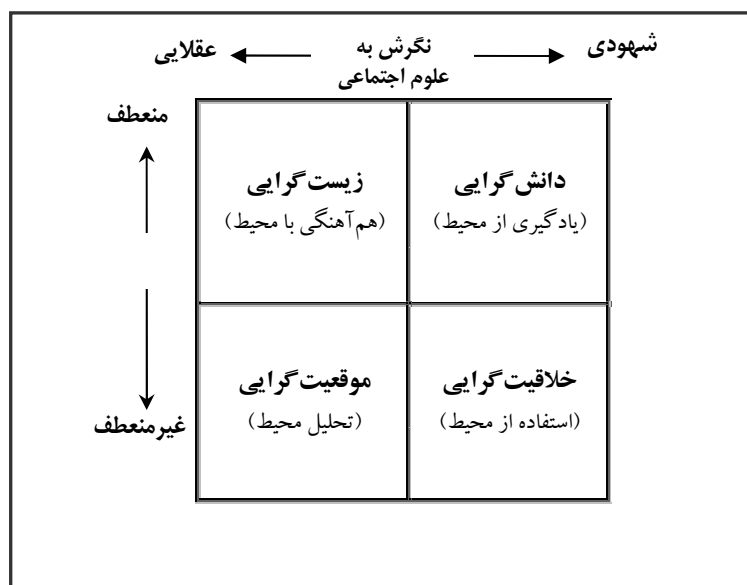 شهودی
نگرش به
علوم اجتماعی
عقلایی
منعطف
دانش‌گرایی
(یادگیری از محیط)
زیست‌گرایی
(هم‌آهنگی با محیط)
خلاقیت‌گرایی
(استفاده از محیط)
موقعیت‌گرایی
(تحلیل محیط)
غیرمنعطف